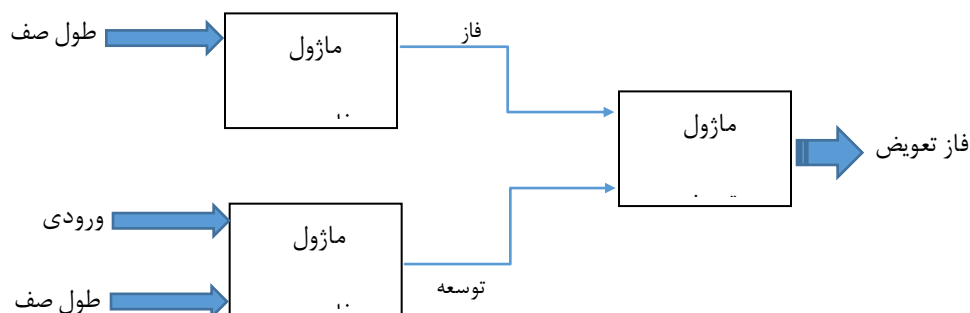 طول صف
ماژول
فاز
ماژول
فاز تعویض
ورودی
ماژول
توسعه
طول صف